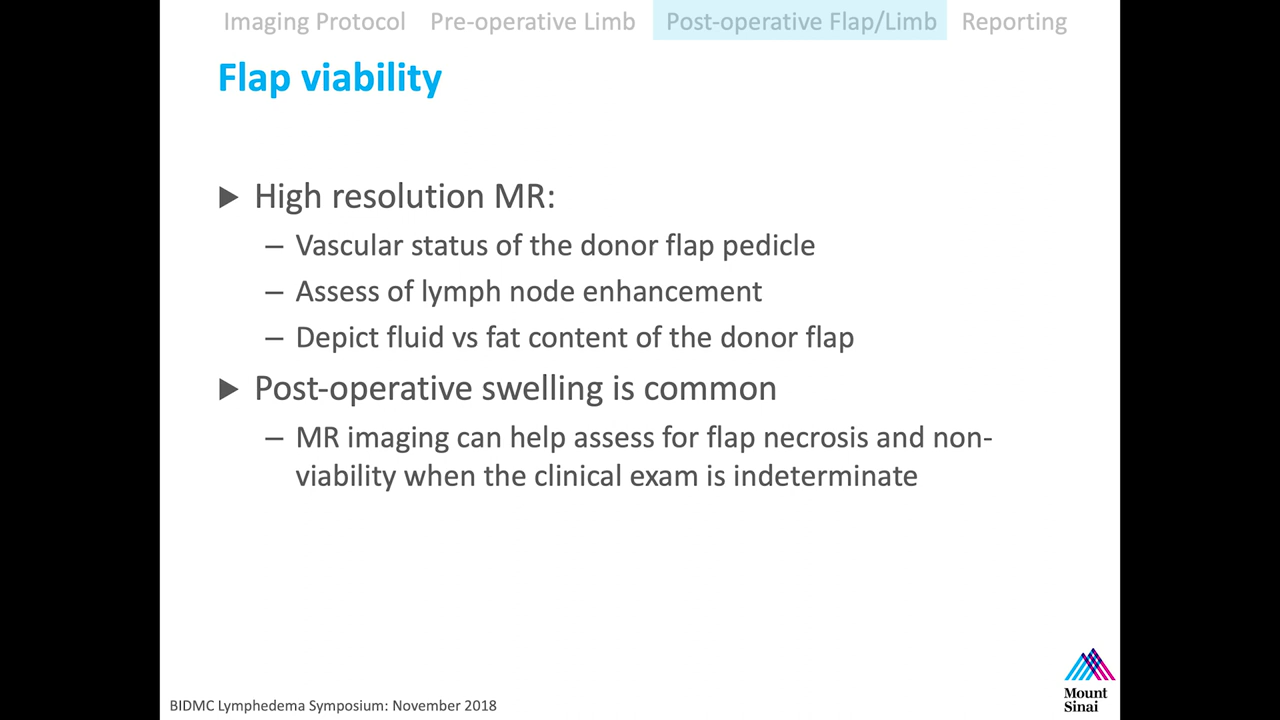 Imaging Protocol Pre-operative Limb Post-operative Flap/Limb Reporting
Flap viability
▶ High resolution MR:
– Vascular status of the donor flap pedicle
– Assess of lymph node enhancement
– Depict fluid vs fat content of the donor flap
▶ Post-operative swelling is common
– MR imaging can help assess for flap necrosis and non-
viability when the clinical exam is indeterminate
BIDMC Lymphedema Symposium: November 2018
Mount
Sinai